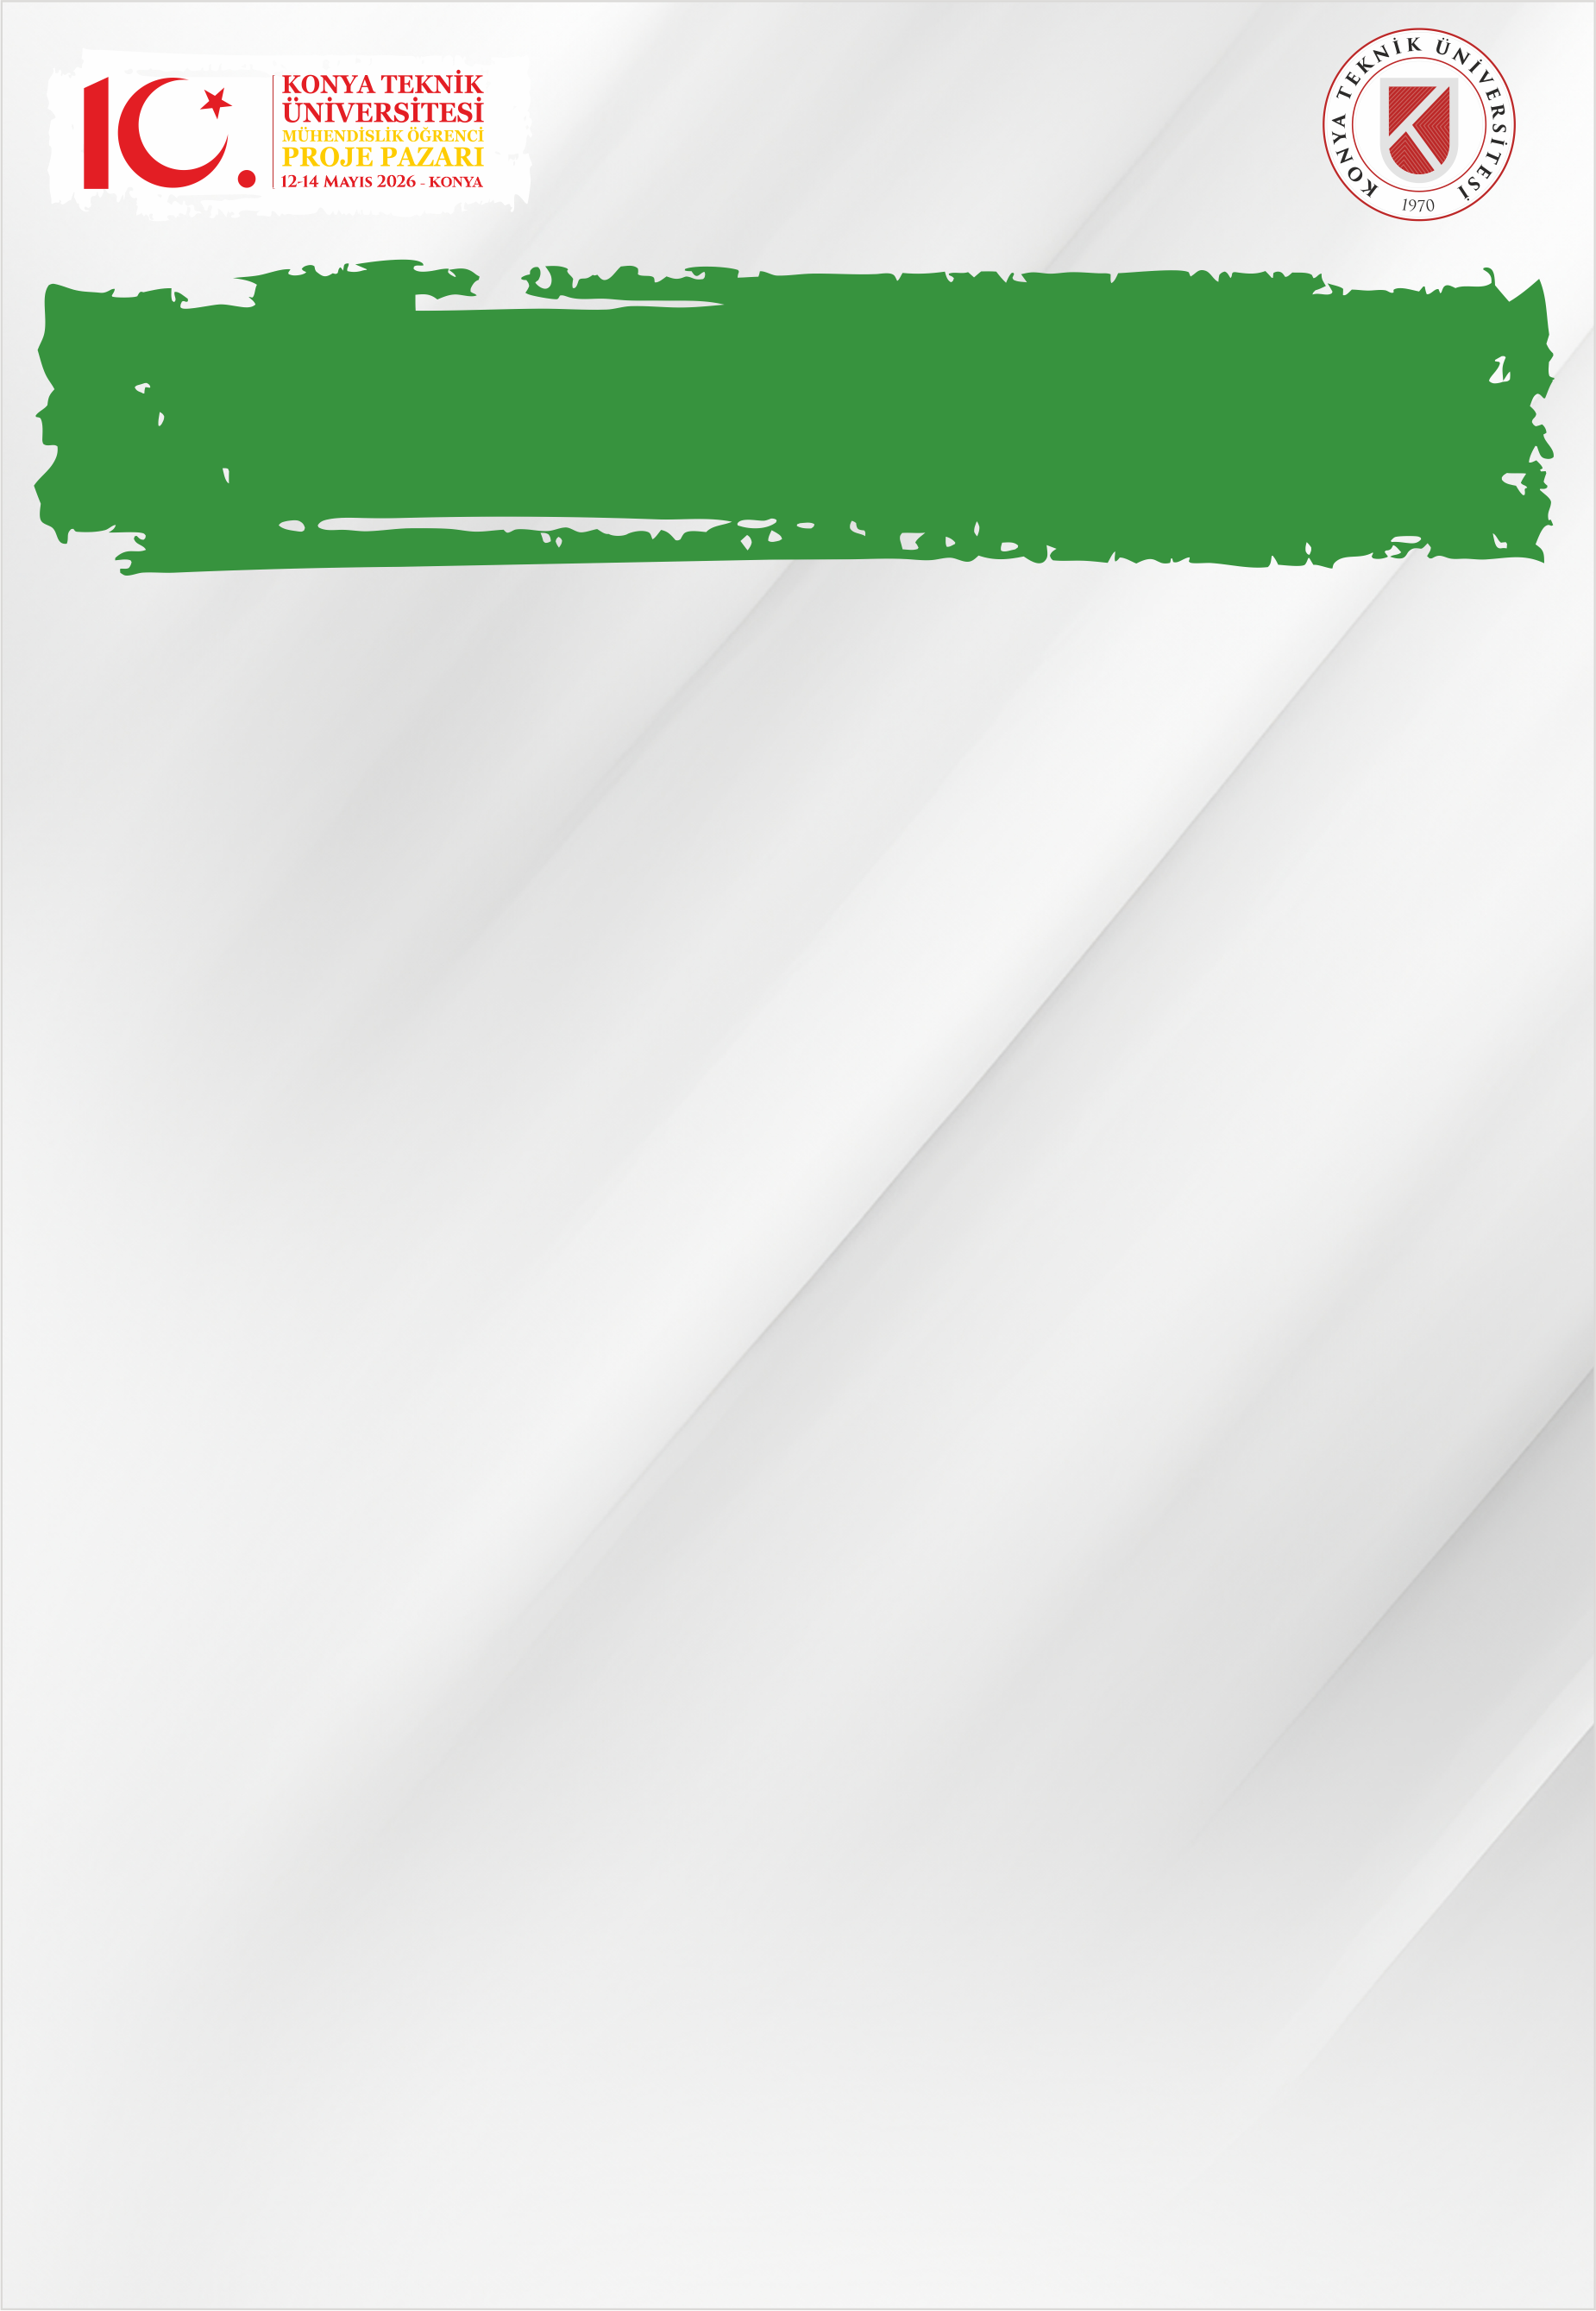 10.
KONYA TEKNİK
ÜNİVERSİTESİ
MÜHENDİSLİK ÖĞRENCİ
PROJE PAZARI
12-14 MAYIS 2026 - KONYA
KONYA TEKNİK ÜNİVERSİTESİ
1970